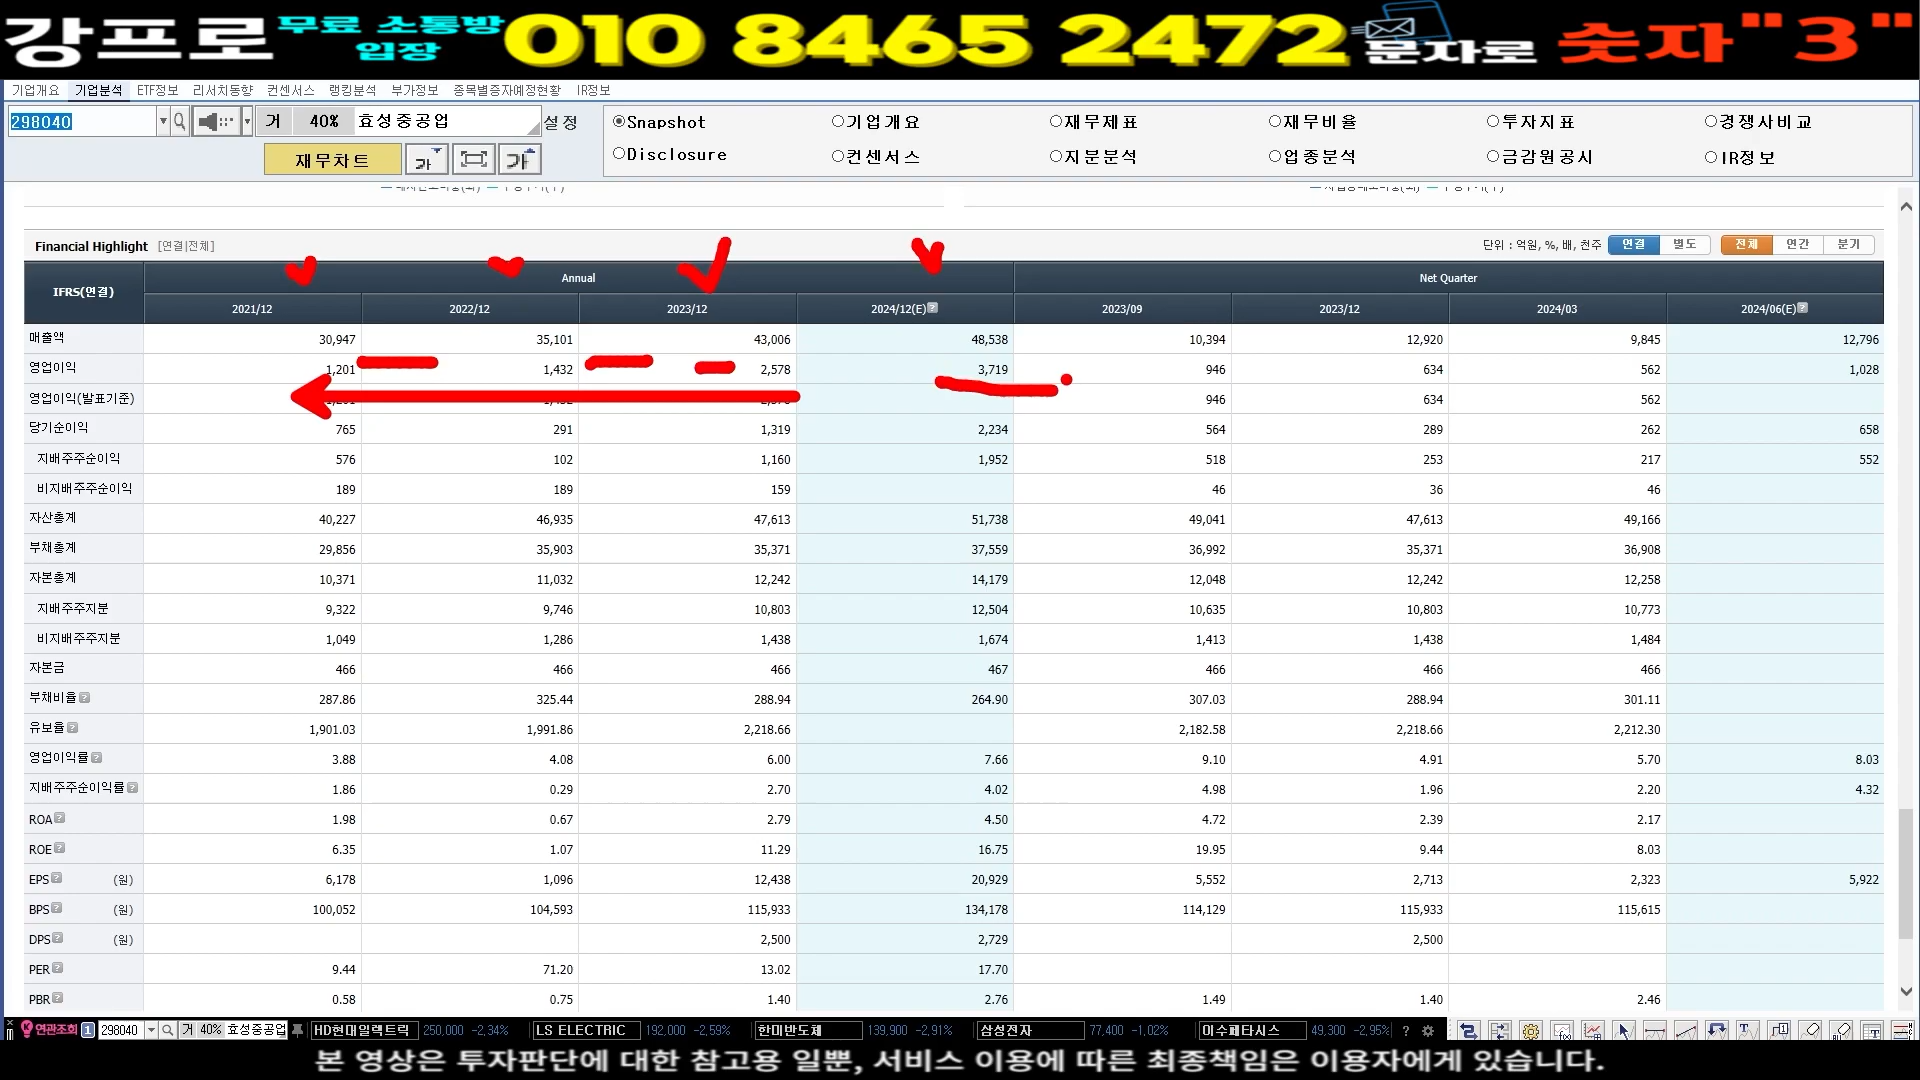 강프로 무료 소통방 입장 010 8465 2472 문자로 숫자"3"
기업개요 기업분석 ETF정보 리서치동향 컨센서스 랭킹분석 부가정보 종목별증자예정현황 IR정보
298040 거 40% 효성중공업 설정
Snapshot 기업개요 재무제표 재무비율 투자지표 경쟁사비교
재무차트 Disclosure 컨센서스 지분분석 업종분석 금감원공시 IR정보
Financial Highlight [연결|전체] 단위 : 억원, %, 배, 천주 연결 별도 전체 연간 분기
IFRS(연결) Annual Net Quarter
2021/12 2022/12 2023/12 2024/12(E) 2023/09 2023/12 2024/03 2024/06(E)
매출액 30,947 35,101 43,006 48,538 10,394 12,920 9,845 12,796
영업이익 1,201 1,432 2,578 3,719 946 634 562 1,028
영업이익(발표기준) 946 634 562
당기순이익 765 291 1,319 2,234 564 289 262 658
지배주주순이익 576 102 1,160 1,952 518 253 217 552
비지배주주순이익 189 189 159 46 36 46
자산총계 40,227 46,935 47,613 51,738 49,041 47,613 49,166
부채총계 29,856 35,903 35,371 37,559 36,992 35,371 36,908
자본총계 10,371 11,032 12,242 14,179 12,048 12,242 12,258
지배주주지분 9,322 9,746 10,803 12,504 10,635 10,803 10,773
비지배주주지분 1,049 1,286 1,438 1,674 1,413 1,438 1,484
자본금 466 466 466 467 466 466 466
부채비율 287.86 325.44 288.94 264.90 307.03 288.94 301.11
유보율 1,901.03 1,991.86 2,218.66 2,182.58 2,218.66 2,212.30
영업이익률 3.88 4.08 6.00 7.66 9.10 4.91 5.70 8.03
지배주주순이익률 1.86 0.29 2.70 4.02 4.98 1.96 2.20 4.32
ROA 1.98 0.67 2.79 4.50 4.72 2.39 2.17
ROE 6.35 1.07 11.29 16.75 19.95 9.44 8.03
EPS (원) 6,178 1,096 12,438 20,929 5,552 2,713 2,323 5,922
BPS (원) 100,052 104,593 115,933 134,178 114,129 115,933 115,615
DPS (원) 2,500 2,729 2,500
PER 9.44 71.20 13.02 17.70
PBR 0.58 0.75 1.40 2.76 1.49 1.40 2.46
연관조회 1 298040 거 40% 효성중공업 HD현대일렉트릭 250,000 -2,34% LS ELECTRIC 192,000 -2,59% 한미반도체 139,900 -2,91% 삼성전자 77,400 -1,02% 이수페타시스 49,300 -2,95% ?
본 영상은 투자판단에 대한 참고용 일뿐, 서비스 이용에 따른 최종책임은 이용자에게 있습니다.